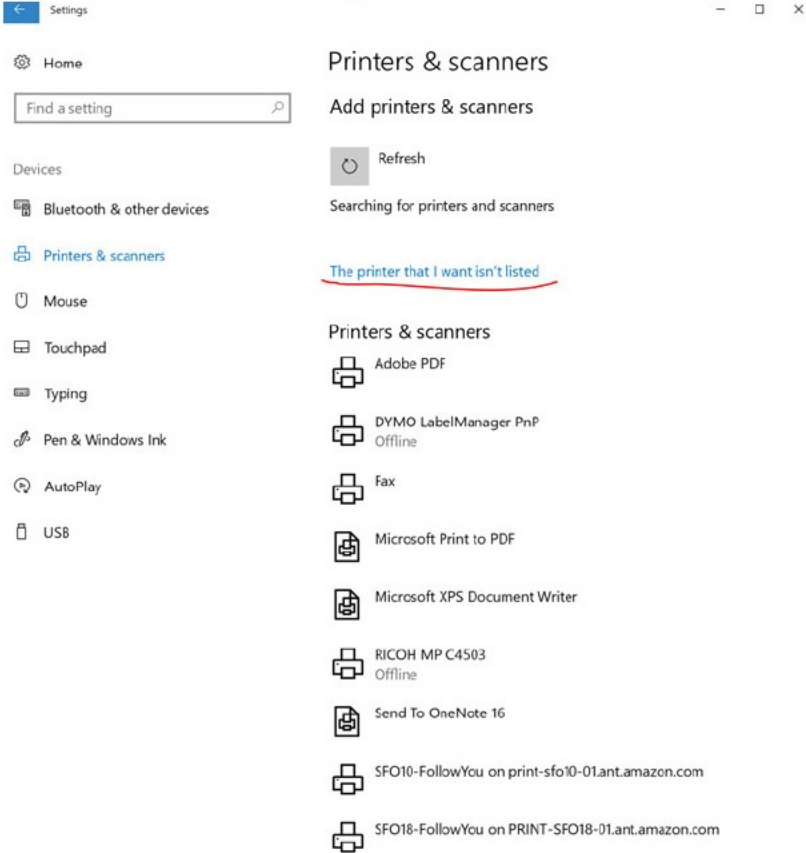 Settings
Home
Find a setting
Devices
Bluetooth & other devices
Printers & scanners
Mouse
Touchpad
Typing
Pen & Windows Ink
AutoPlay
USB
Printers & scanners
Add printers & scanners
Refresh
Searching for printers and scanners
The printer that I want isn't listed
Printers & scanners
Adobe PDF
DYMO LabelManager PnP
Offline
Fax
Microsoft Print to PDF
Microsoft XPS Document Writer
RICOH MP C4503
Offline
Send To OneNote 16
SFO10-FollowYou on print-sfo10-01.ant.amazon.com
SFO18-FollowYou on PRINT-SFO18-01.ant.amazon.com